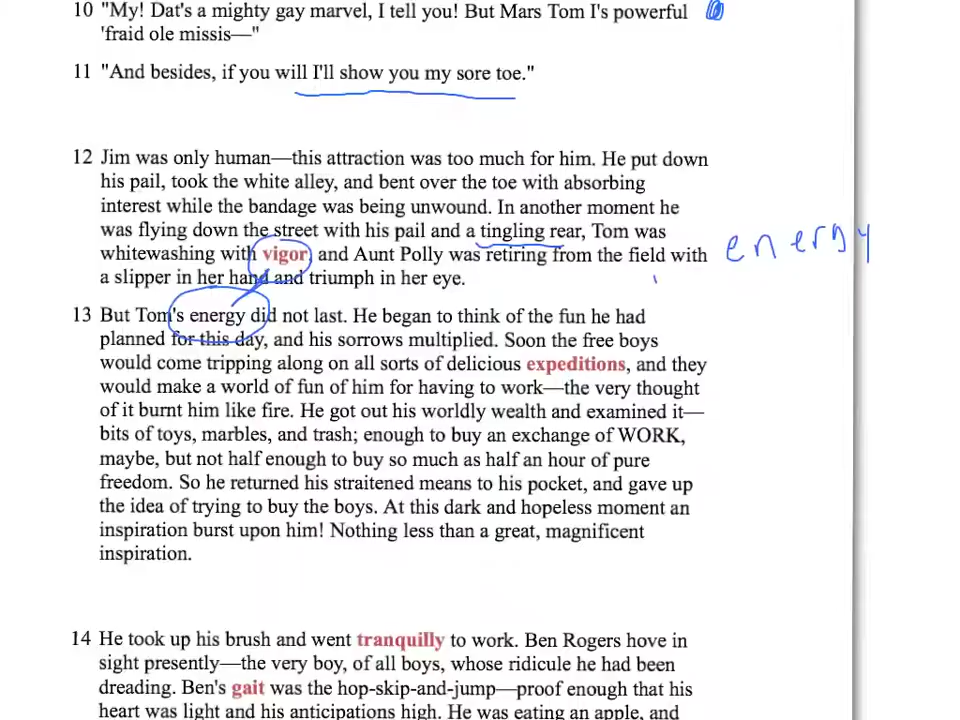 10 "My! Dat's a mighty gay marvel, I tell you! But Mars Tom I's powerful
'fraid ole missis—"
11 "And besides, if you will I'll show you my sore toe."
12 Jim was only human—this attraction was too much for him. He put down
his pail, took the white alley, and bent over the toe with absorbing
interest while the bandage was being unwound. In another moment he
was flying down the street with his pail and a tingling rear, Tom was
whitewashing with vigor, and Aunt Polly was retiring from the field with
energy
a slipper in her hand and triumph in her eye.
13 But Tom's energy did not last. He began to think of the fun he had
planned for this day, and his sorrows multiplied. Soon the free boys
would come tripping along on all sorts of delicious expeditions, and they
would make a world of fun of him for having to work—the very thought
of it burnt him like fire. He got out his worldly wealth and examined it—
bits of toys, marbles, and trash; enough to buy an exchange of WORK,
maybe, but not half enough to buy so much as half an hour of pure
freedom. So he returned his straitened means to his pocket, and gave up
the idea of trying to buy the boys. At this dark and hopeless moment an
inspiration burst upon him! Nothing less than a great, magnificent
inspiration.
14 He took up his brush and went tranquilly to work. Ben Rogers hove in
sight presently—the very boy, of all boys, whose ridicule he had been
dreading. Ben's gait was the hop-skip-and-jump—proof enough that his
heart was light and his anticipations high. He was eating an apple, and